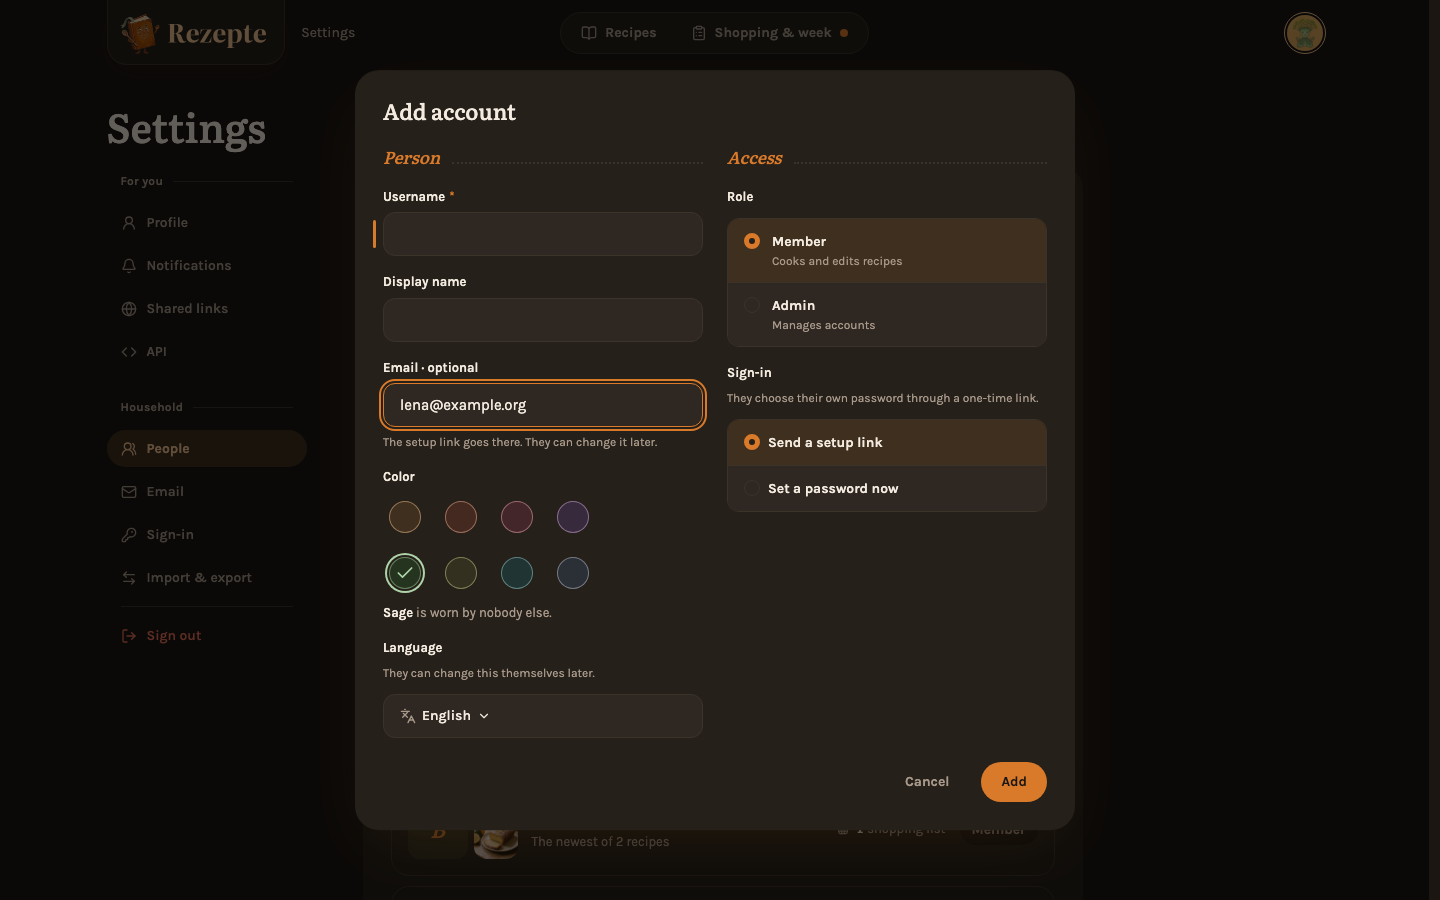 Rezepte
Settings
Recipes
Shopping & week
Settings
For you
Profile
Notifications
Shared links
API
Household
People
Email
Sign-in
Import & export
Sign out
Add account
Person
Username *
Display name
Email · optional
lena@example.org
The setup link goes there. They can change it later.
Color
Sage is worn by nobody else.
Language
They can change this themselves later.
English
Access
Role
Member
Cooks and edits recipes
Admin
Manages accounts
Sign-in
They choose their own password through a one-time link.
Send a setup link
Set a password now
Cancel
Add
B
The newest of 2 recipes
1 shopping list
Member